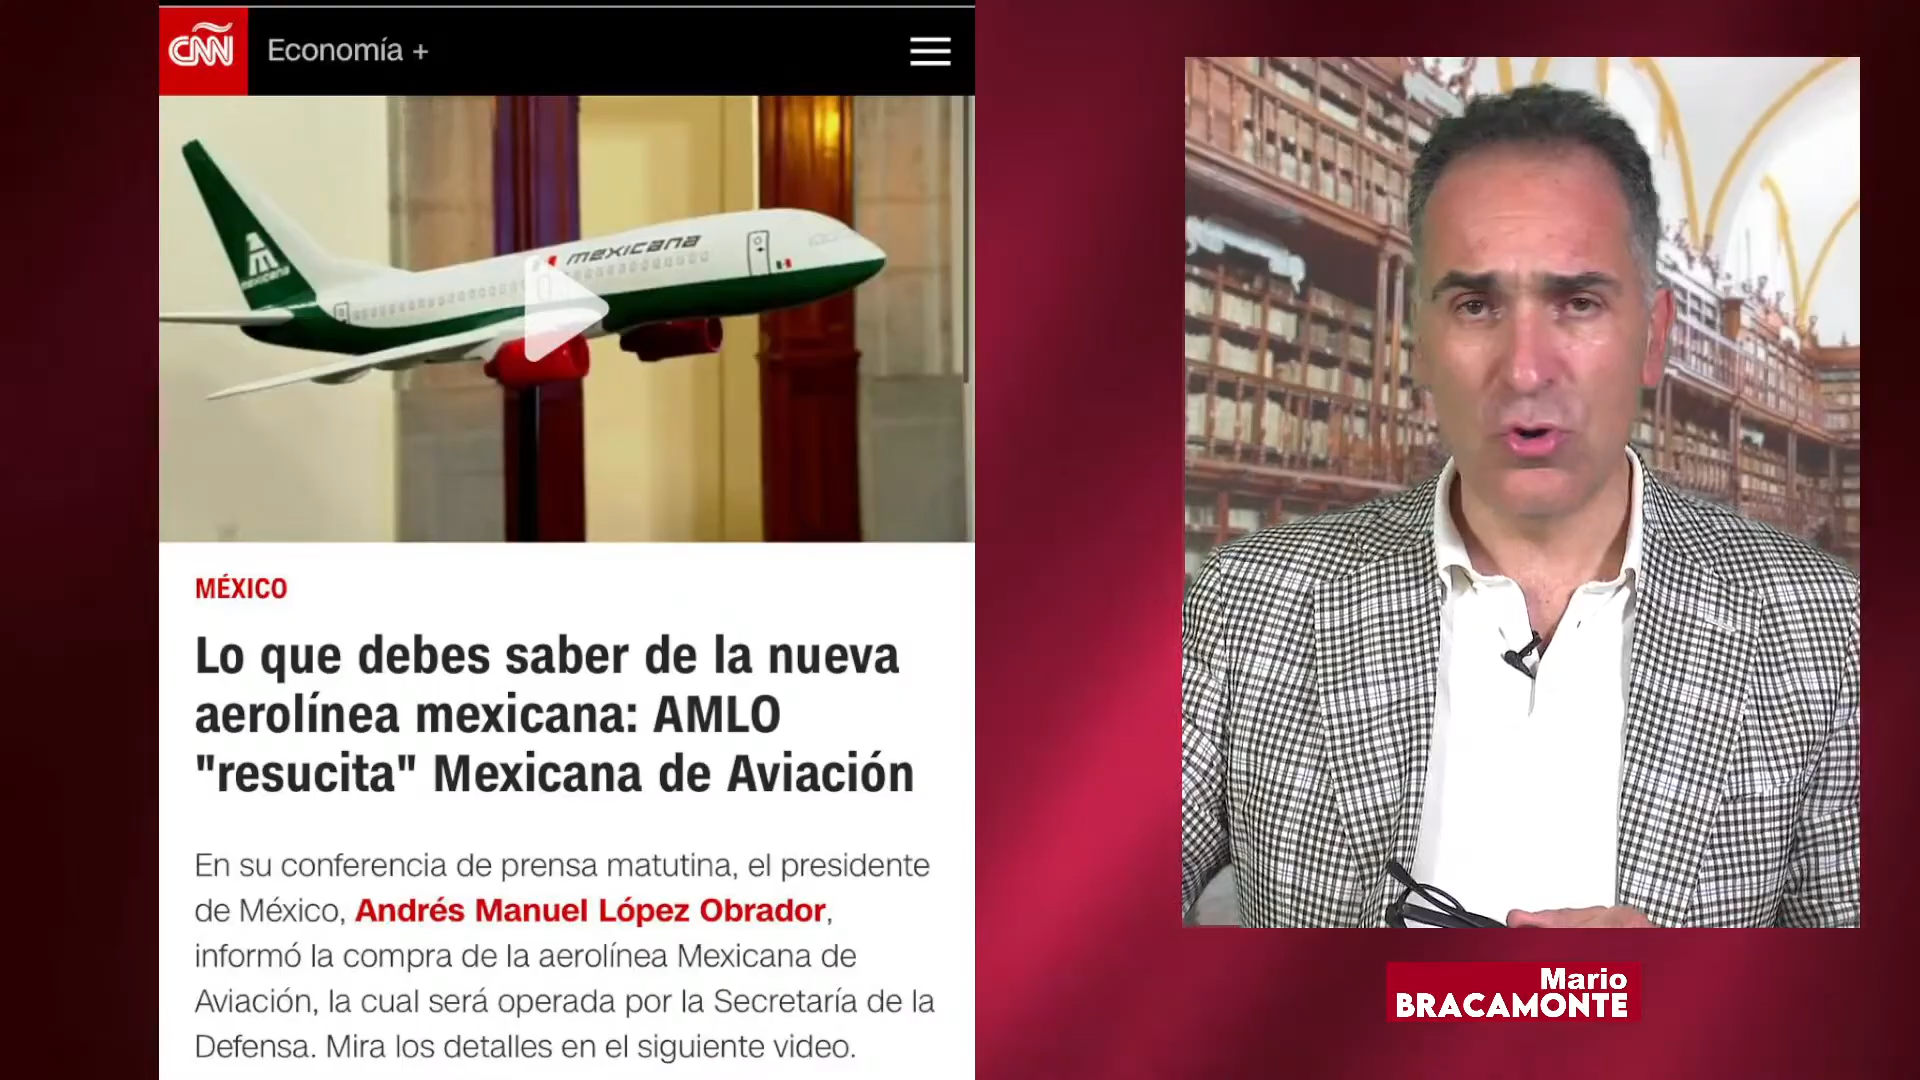 CNN
Economía +
mexicana
mexicana
MÉXICO
Lo que debes saber de la nueva
aerolínea mexicana: AMLO
"resucita" Mexicana de Aviación
En su conferencia de prensa matutina, el presidente
de México, Andrés Manuel López Obrador,
informó la compra de la aerolínea Mexicana de
Aviación, la cual será operada por la Secretaría de la
Defensa. Mira los detalles en el siguiente video.
Mario
BRACAMONTE